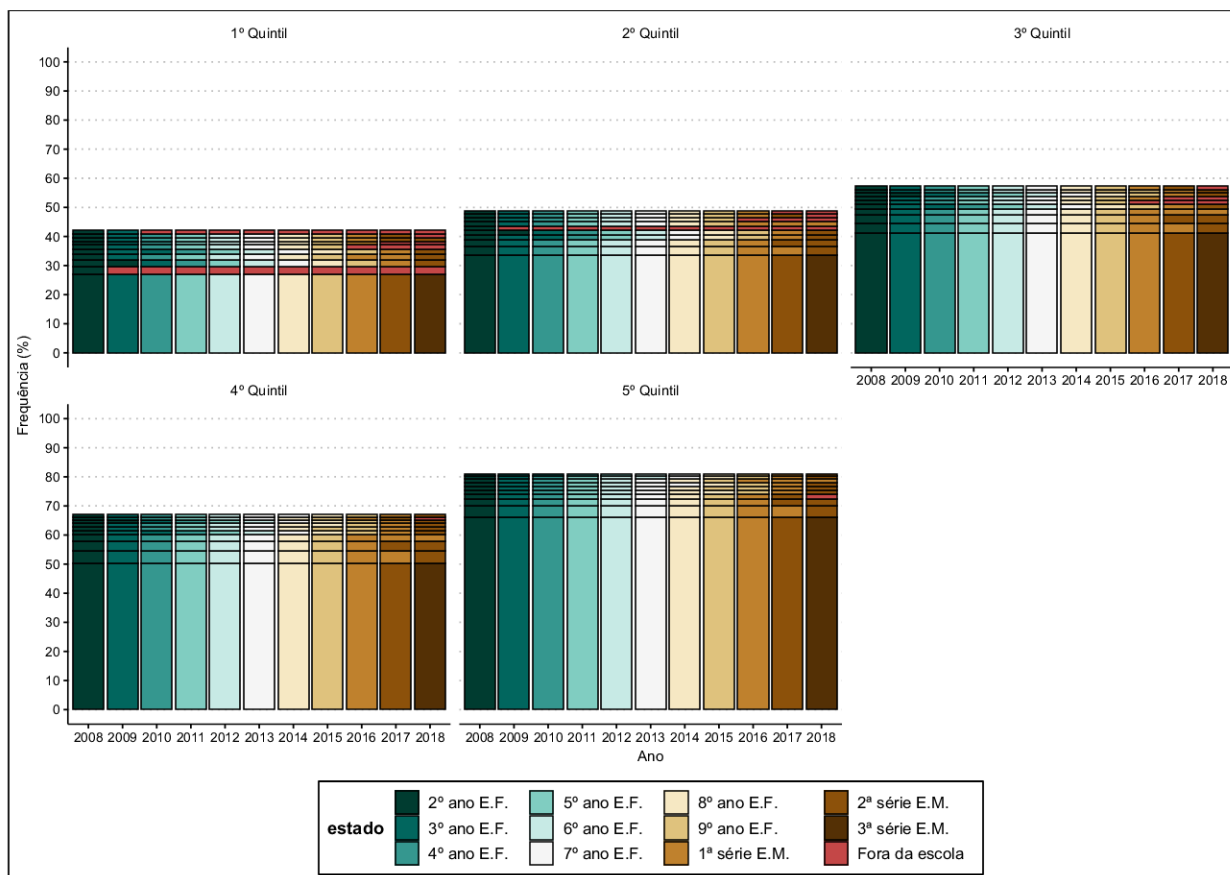 1º Quintil
2º Quintil
3º Quintil
100
90
80
70
60
50
40
30
20
10
0
2008 2009 2010 2011 2012 2013 2014 2015 2016 2017 2018
Frequência (%)
4º Quintil
5º Quintil
100
90
80
70
60
50
40
30
20
10
0
2008 2009 2010 2011 2012 2013 2014 2015 2016 2017 2018
2008 2009 2010 2011 2012 2013 2014 2015 2016 2017 2018
Ano
estado
2º ano E.F.
3º ano E.F.
4º ano E.F.
5º ano E.F.
6º ano E.F.
7º ano E.F.
8º ano E.F.
9º ano E.F.
1ª série E.M.
2ª série E.M.
3ª série E.M.
Fora da escola